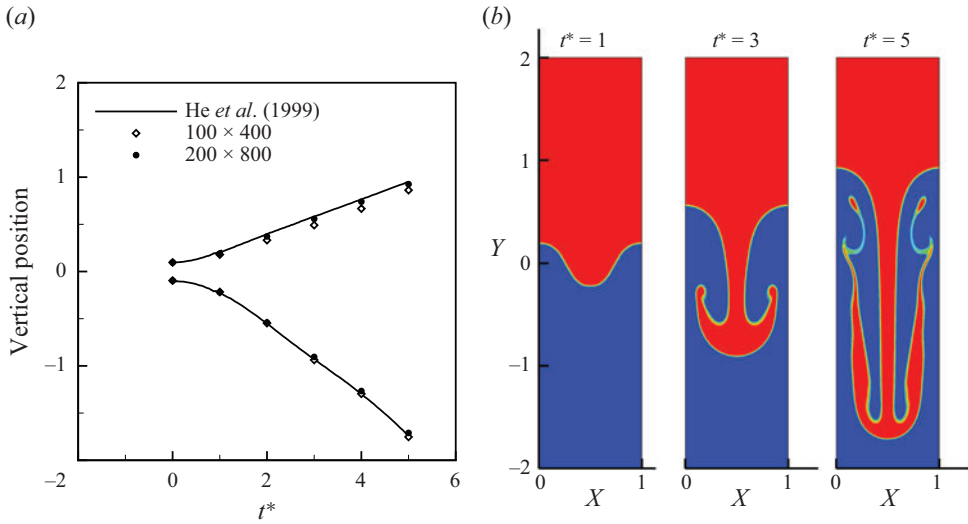 (a)
(b)
t* = 1
t* = 3
t* = 5
2
He et al. (1999)
100 × 400
200 × 800
1
0
–1
–2
Vertical position
0
2
4
6
t*
2
1
Y
0
–1
–2
0
1
0
1
0
1
X
X
X